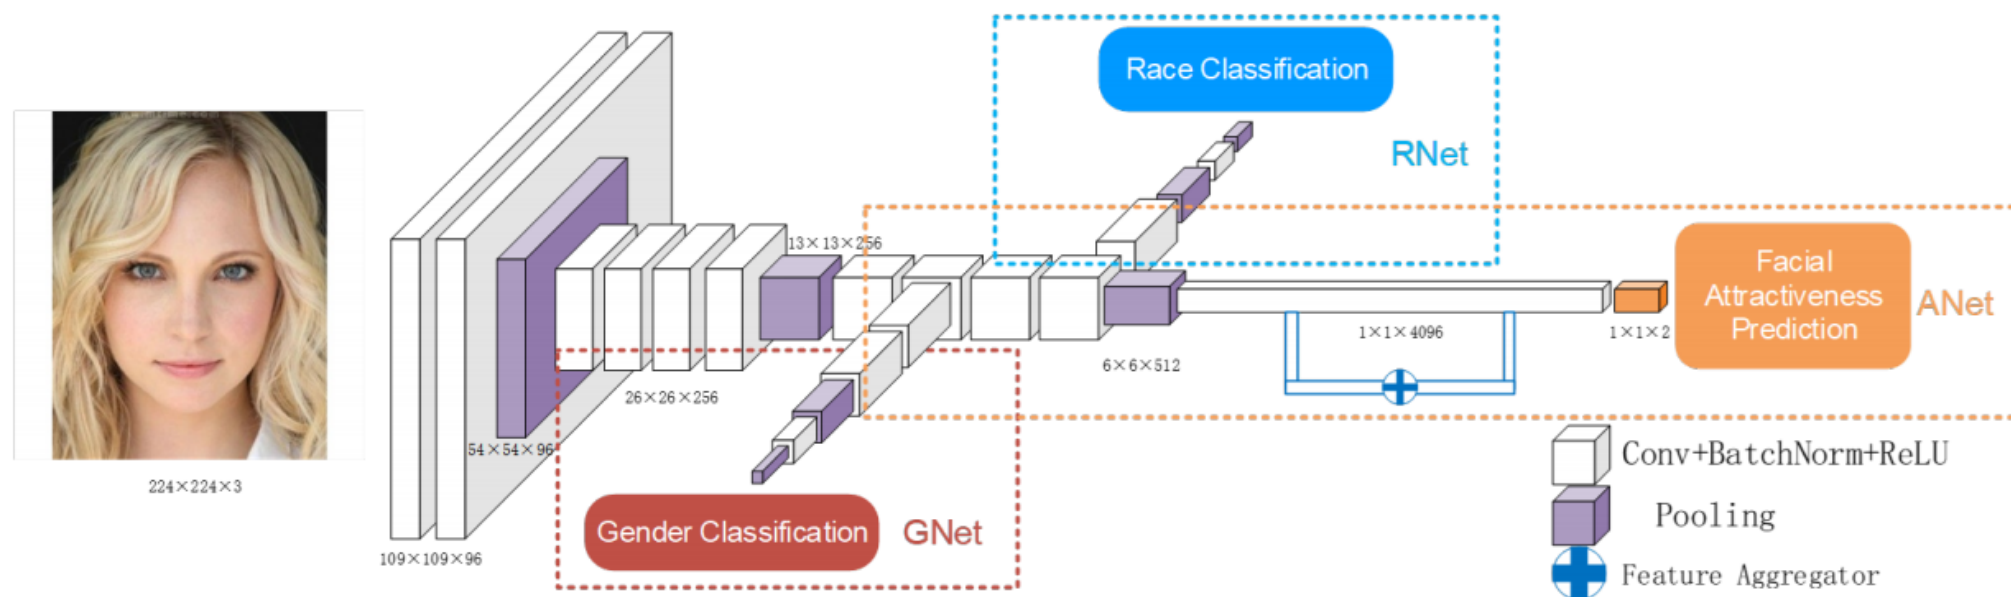 Race Classification
RNet
13×13×256
Facial
Attractiveness
Prediction
ANet
1×1×4096
1×1×2
6×6×512
26×26×256
54×54×96
224×224×3
Gender Classification
GNet
109×109×96
Conv+BatchNorm+ReLU
Pooling
Feature Aggregator